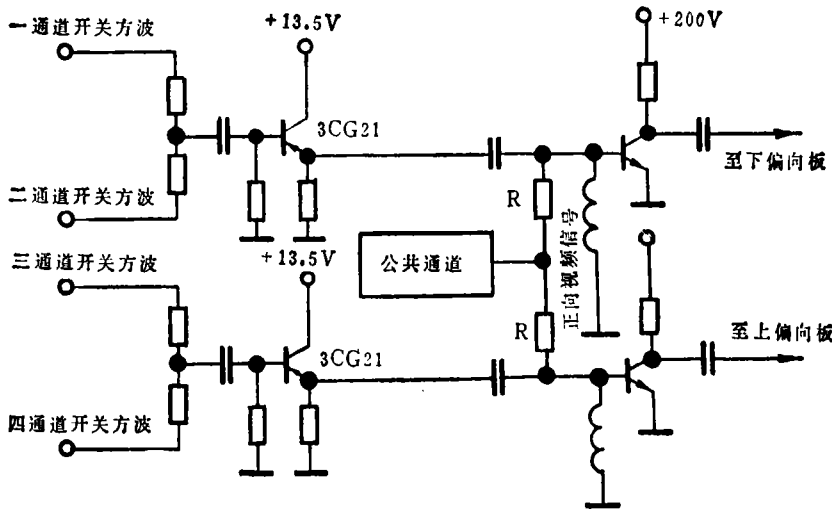 一通道开关方波
+13.5V
+200V
3CG21
至下偏向板
二通道开关方波
R
正向视频信号
三通道开关方波
+13.5V
公共通道
R
至上偏向板
3CG21
四通道开关方波